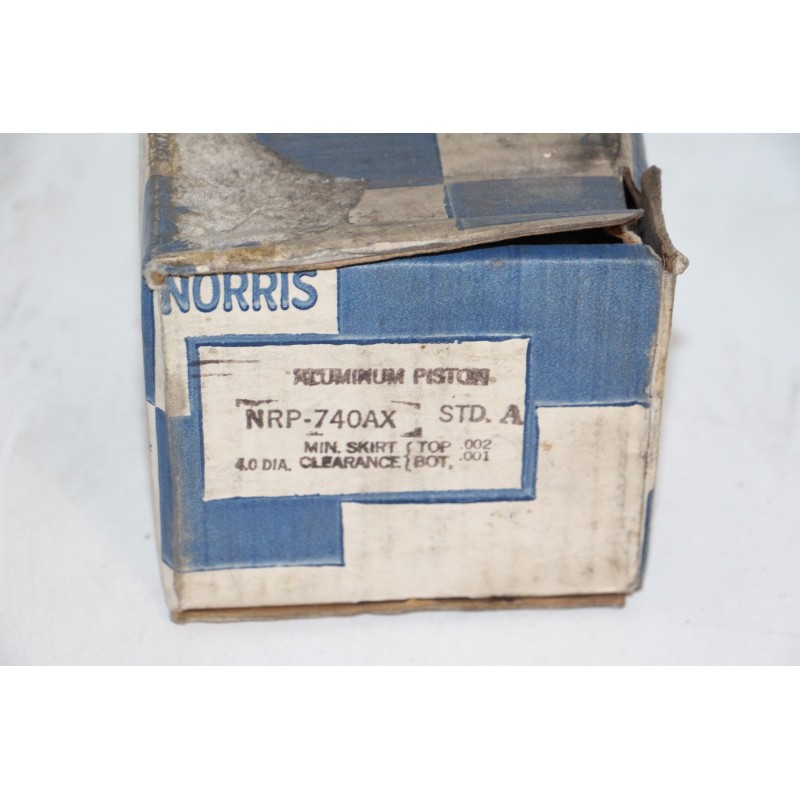 NORRIS
ALUMINUM PISTON
NRP-740AX STD. A
MIN. SKIRT { TOP .002
4.0 DIA. CLEARANCE { BOT. .001